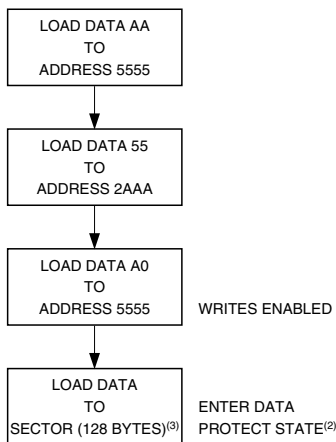 LOAD DATA AA
TO
ADDRESS 5555
LOAD DATA 55
TO
ADDRESS 2AAA
LOAD DATA A0
TO
ADDRESS 5555 WRITES ENABLED
LOAD DATA
TO ENTER DATA
SECTOR (128 BYTES)(3) PROTECT STATE(2)